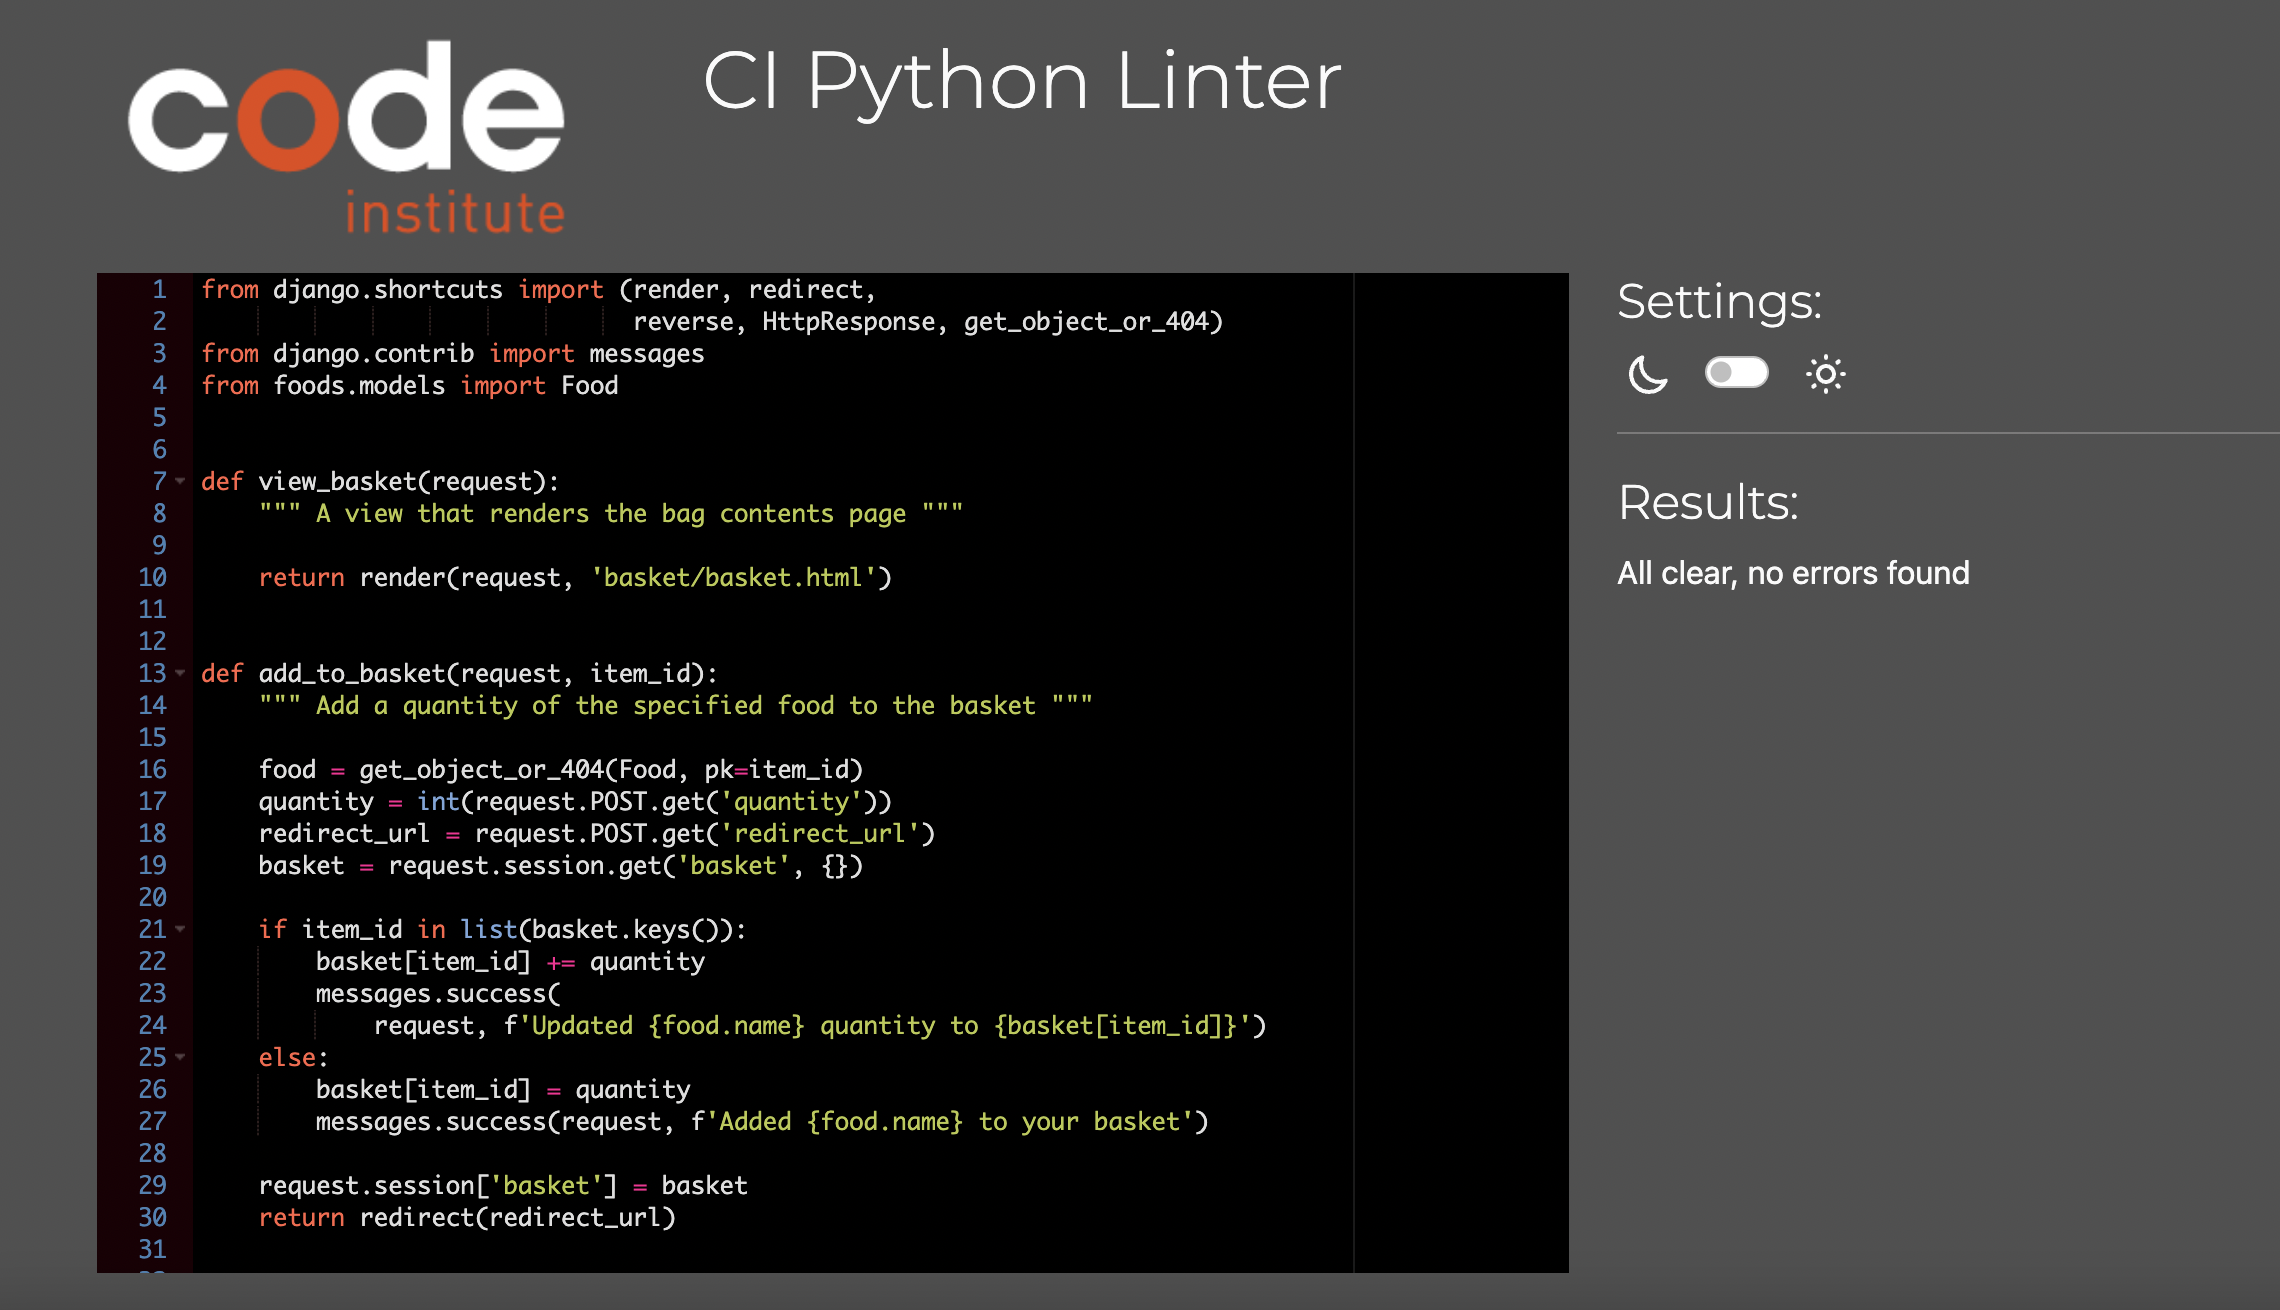 code
institute
CI Python Linter
1 from django.shortcuts import (render, redirect,
2                               reverse, HttpResponse, get_object_or_404)
3 from django.contrib import messages
4 from foods.models import Food
5
6
7 def view_basket(request):
8     """ A view that renders the bag contents page """
9
10     return render(request, 'basket/basket.html')
11
12
13 def add_to_basket(request, item_id):
14     """ Add a quantity of the specified food to the basket """
15
16     food = get_object_or_404(Food, pk=item_id)
17     quantity = int(request.POST.get('quantity'))
18     redirect_url = request.POST.get('redirect_url')
19     basket = request.session.get('basket', {})
20
21     if item_id in list(basket.keys()):
22         basket[item_id] += quantity
23         messages.success(
24             request, f'Updated {food.name} quantity to {basket[item_id]}')
25     else:
26         basket[item_id] = quantity
27         messages.success(request, f'Added {food.name} to your basket')
28
29     request.session['basket'] = basket
30     return redirect(redirect_url)
31
Settings:
Results:
All clear, no errors found